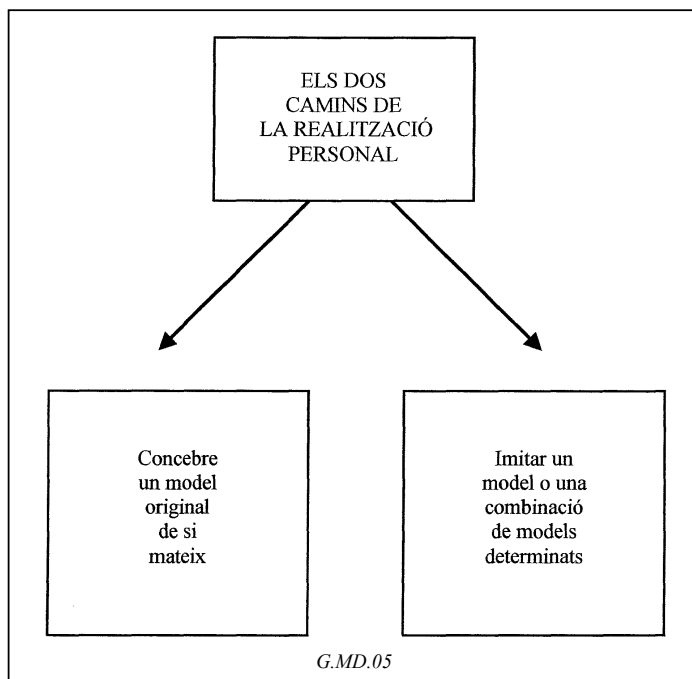 ELS DOS
CAMINS DE
LA REALITZACIÓ
PERSONAL
Concebre
un model
original
de si
mateix
Imitar un
model o una
combinació
de models
determinats
G.MD.05